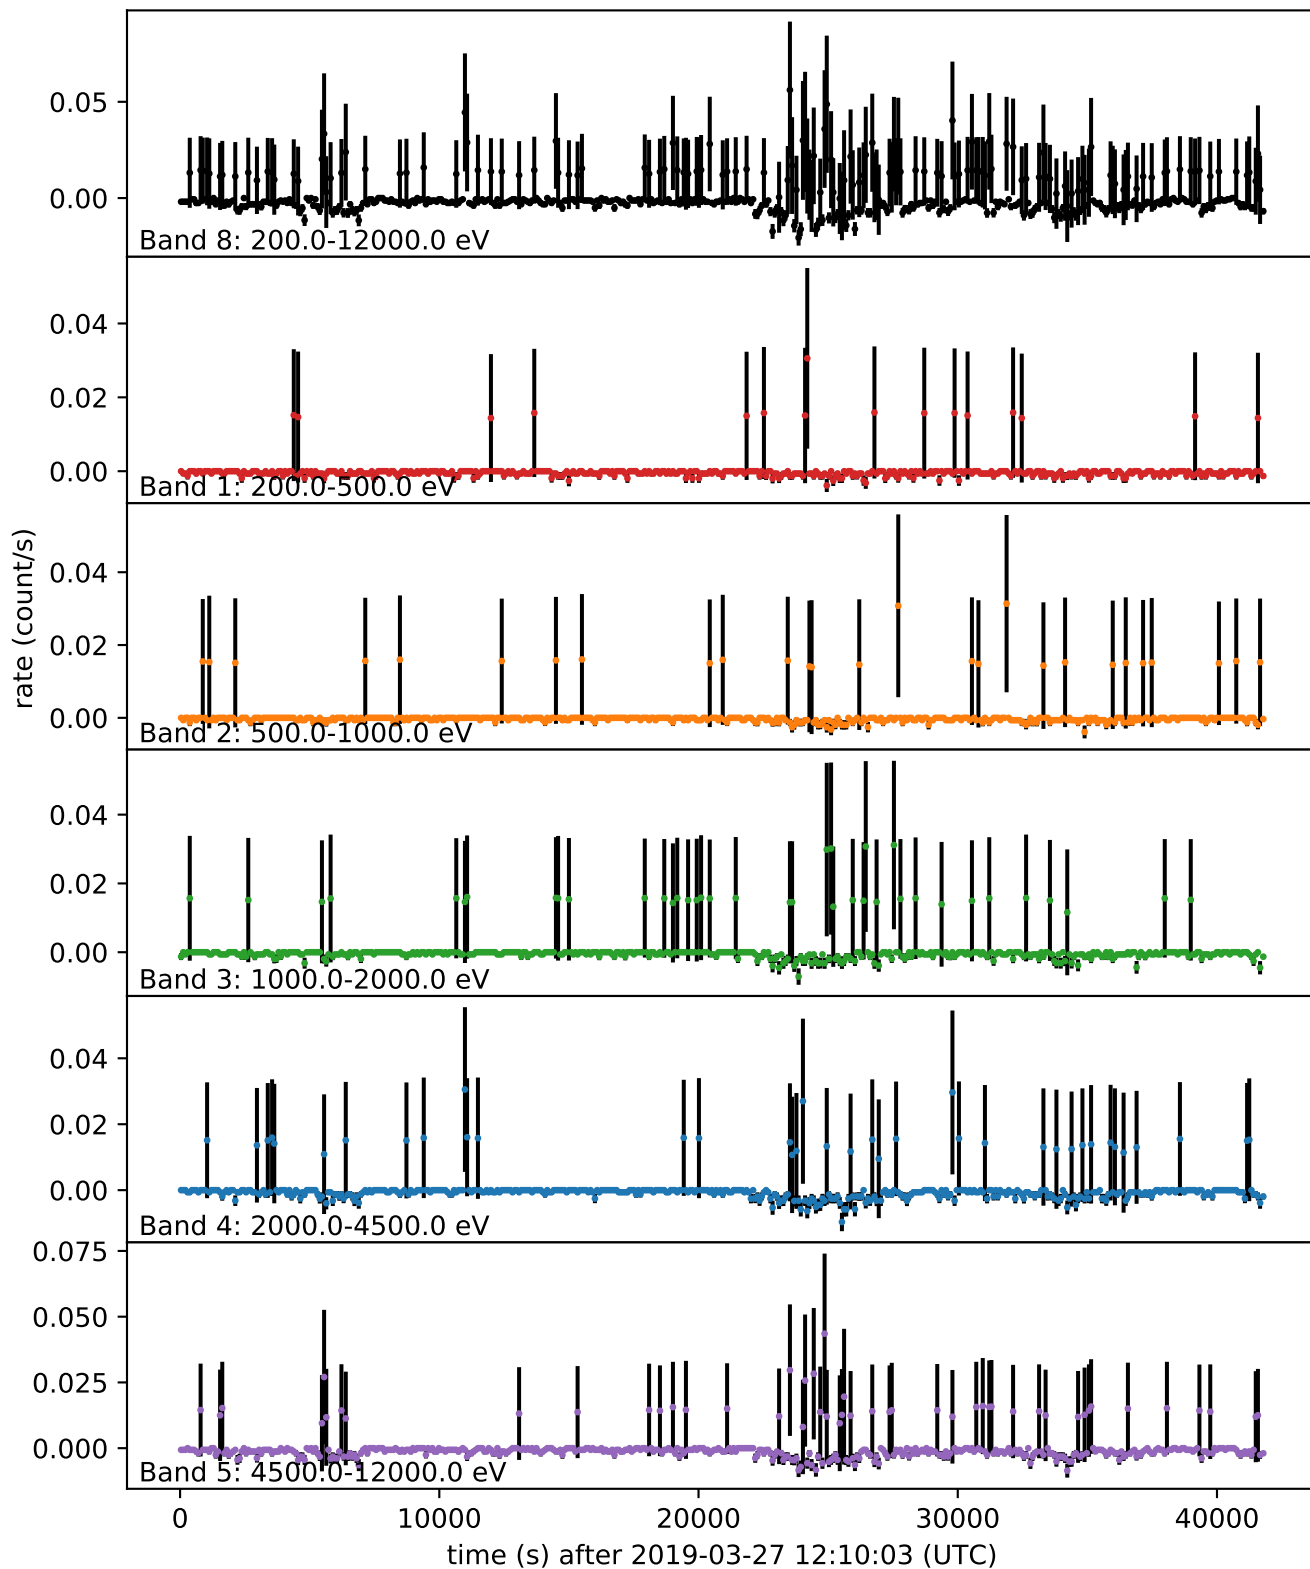 0.05
0.00
Band 8: 200.0-12000.0 eV
0.04
0.02
0.00
Band 1: 200.0-500.0 eV
rate (count/s)
0.04
0.02
0.00
Band 2: 500.0-1000.0 eV
0.04
0.02
0.00
Band 3: 1000.0-2000.0 eV
0.04
0.02
0.00
Band 4: 2000.0-4500.0 eV
0.075
0.050
0.025
0.000
Band 5: 4500.0-12000.0 eV
0 10000 20000 30000 40000
time (s) after 2019-03-27 12:10:03 (UTC)